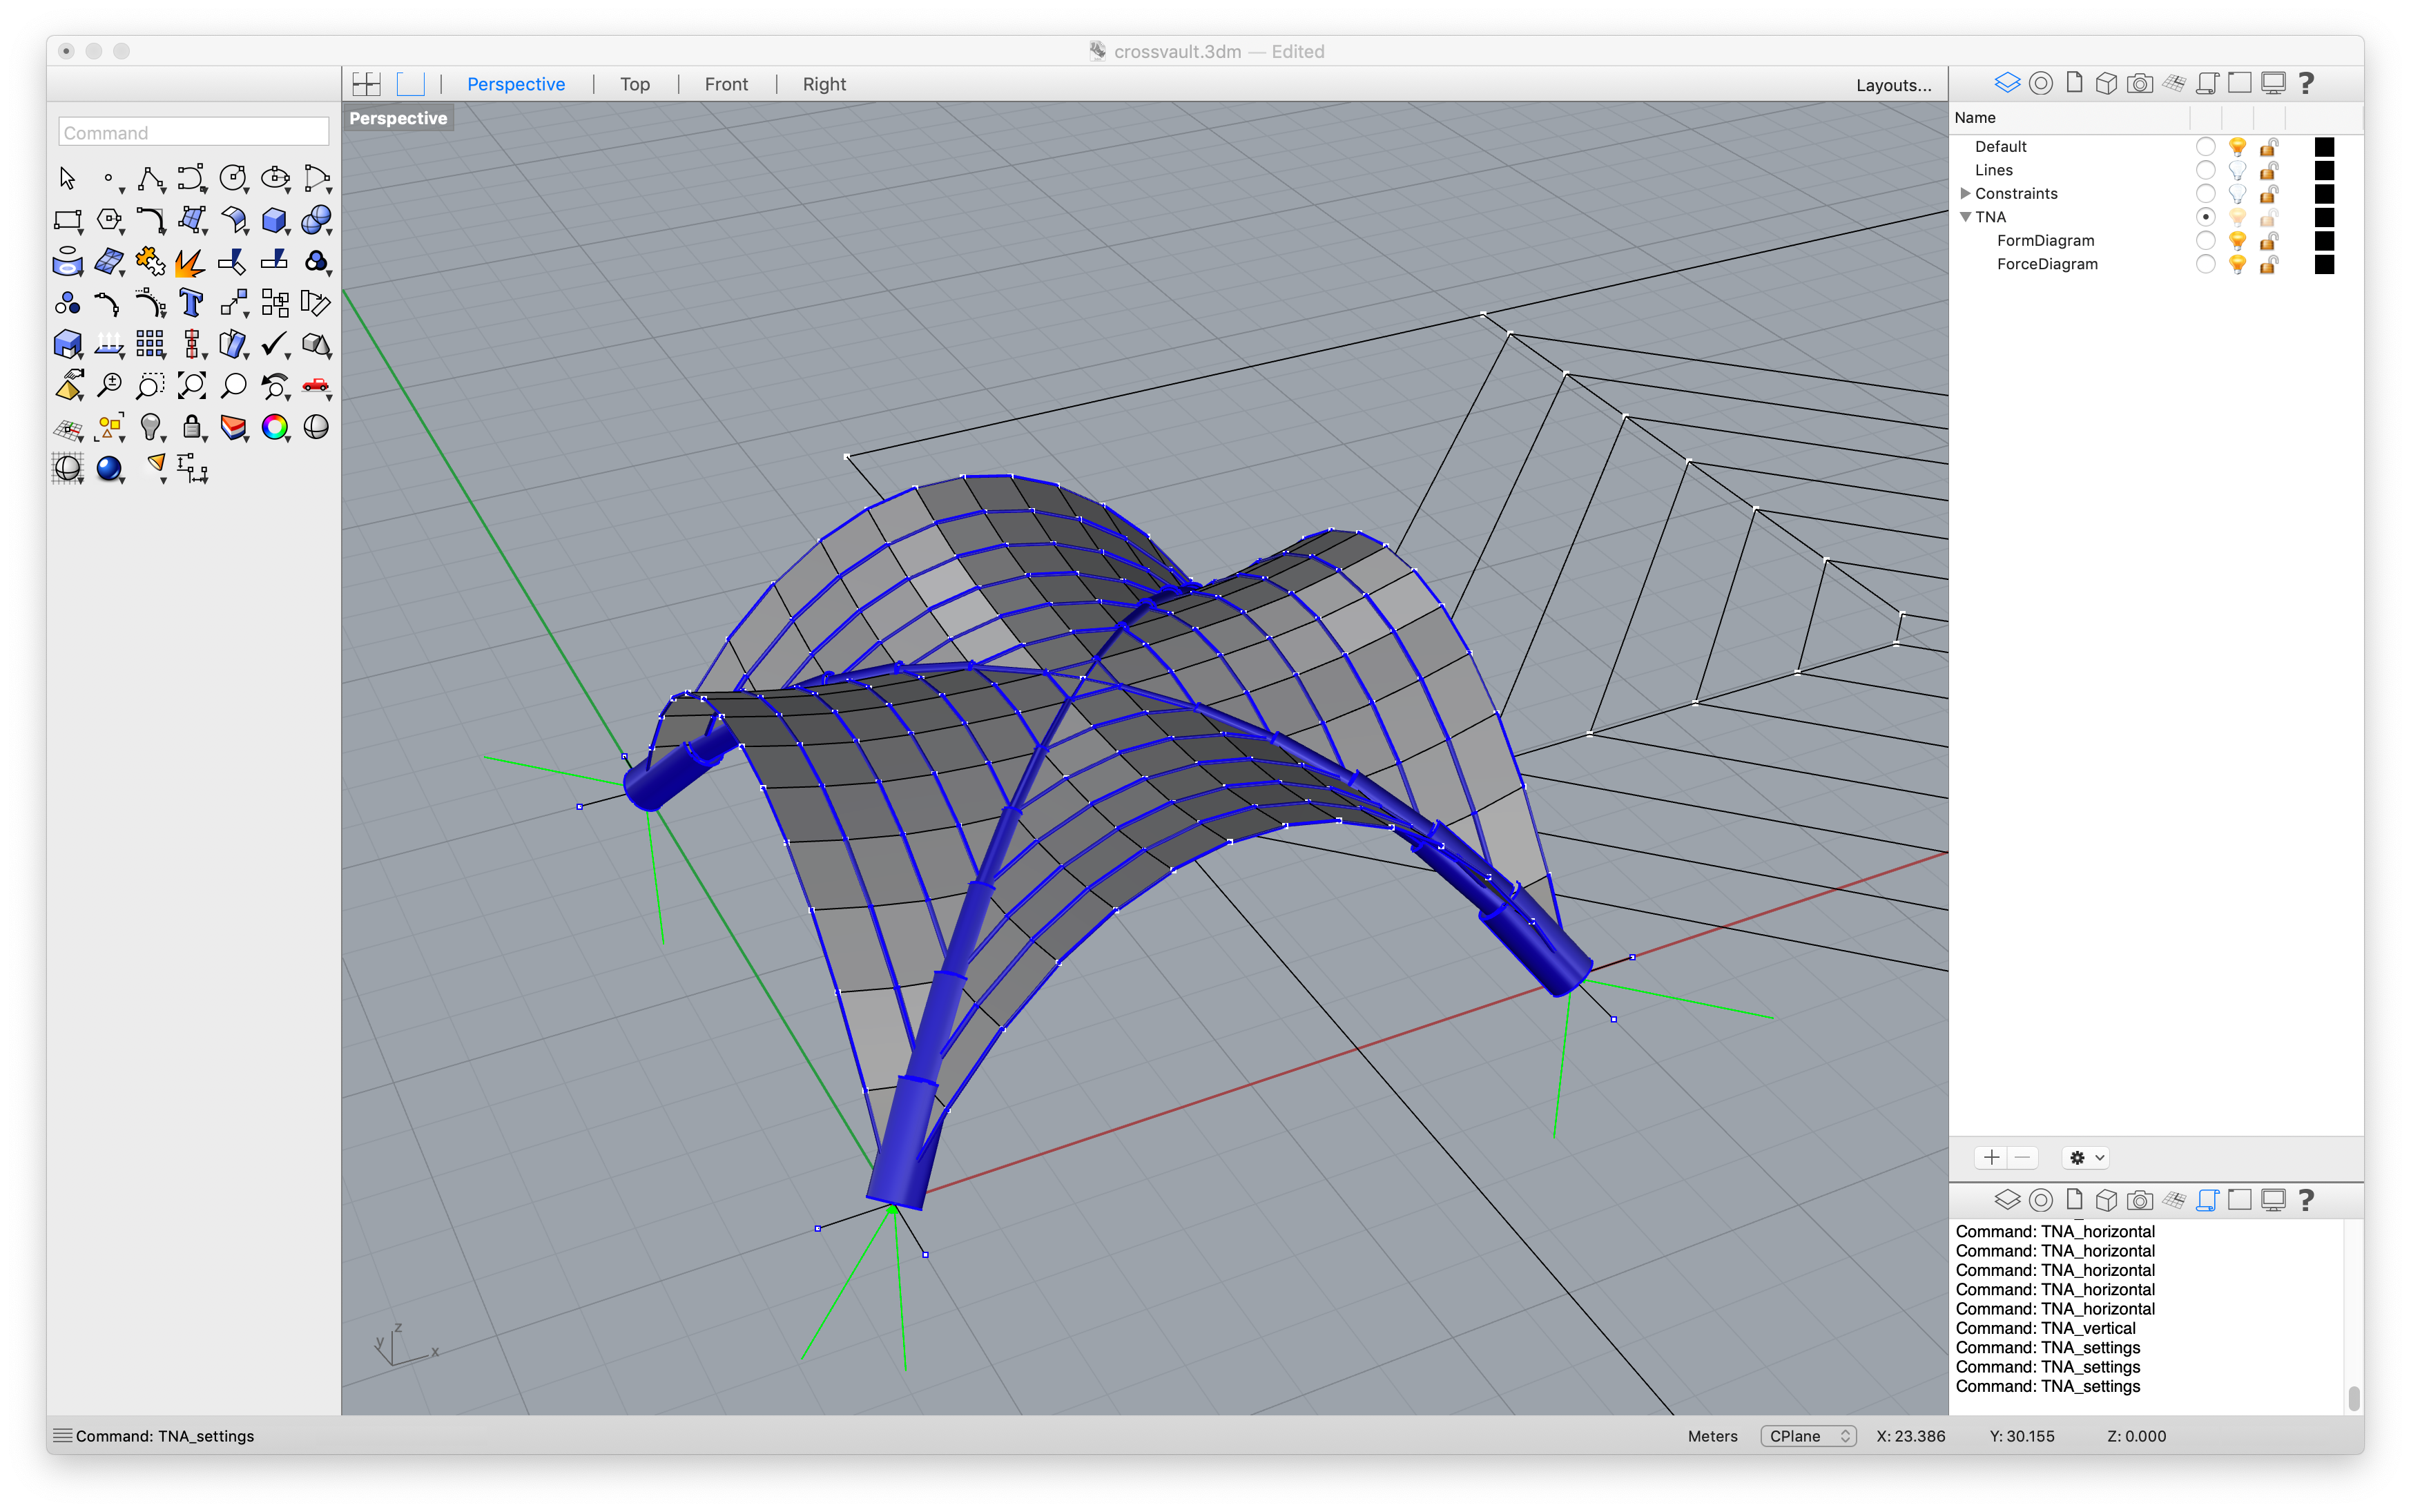 crossvault.3dm — Edited
Perspective
Top
Front
Right
Layouts...
Command
Perspective
Name
Default
Lines
Constraints
TNA
FormDiagram
ForceDiagram
z
y
x
Command: TNA_horizontal
Command: TNA_horizontal
Command: TNA_horizontal
Command: TNA_horizontal
Command: TNA_horizontal
Command: TNA_vertical
Command: TNA_settings
Command: TNA_settings
Command: TNA_settings
Command: TNA_settings
Meters
CPlane
X: 23.386
Y: 30.155
Z: 0.000